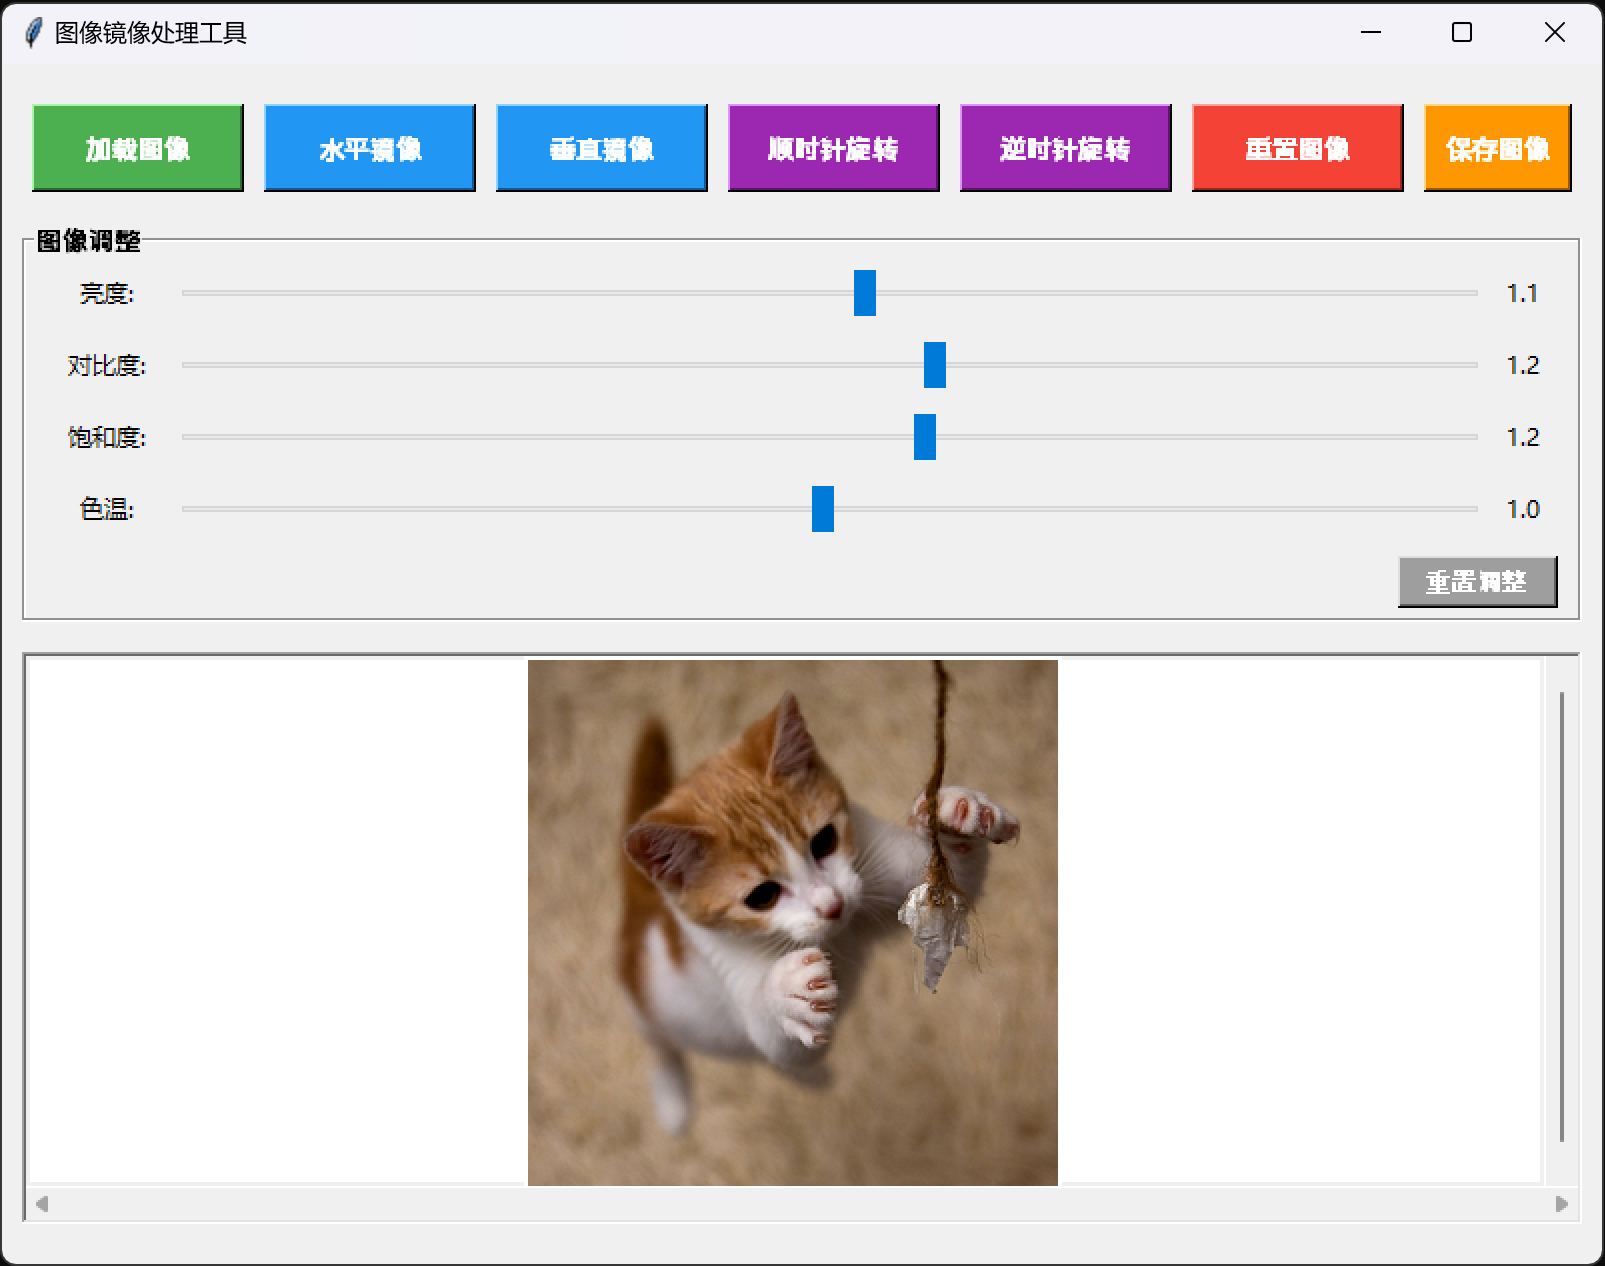 图像镜像处理工具
加载图像 水平镜像 垂直镜像 顺时针旋转 逆时针旋转 重置图像 保存图像
图像调整
亮度: 1.1
对比度: 1.2
饱和度: 1.2
色温: 1.0
重置调整